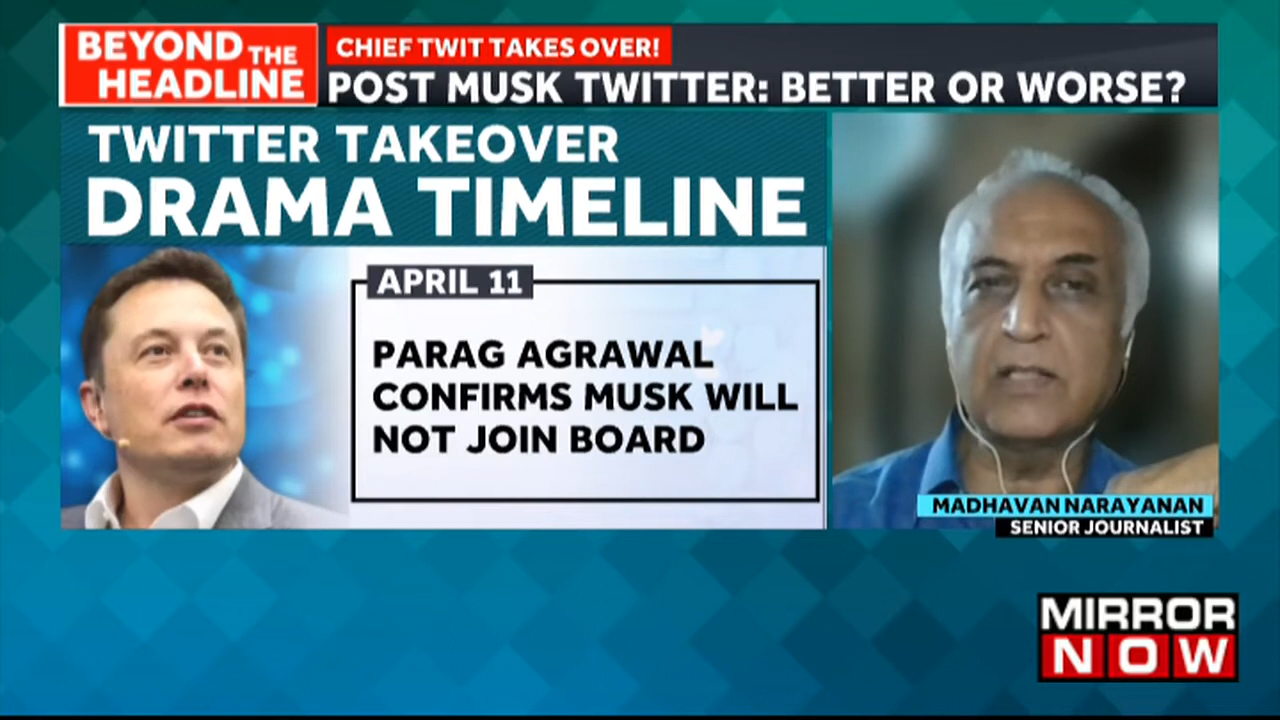 BEYOND THE
HEADLINE
CHIEF TWIT TAKES OVER!
POST MUSK TWITTER: BETTER OR WORSE?
TWITTER TAKEOVER
DRAMA TIMELINE
APRIL 11
PARAG AGRAWAL
CONFIRMS MUSK WILL
NOT JOIN BOARD
MADHAVAN NARAYANAN
SENIOR JOURNALIST
MIRROR
NOW